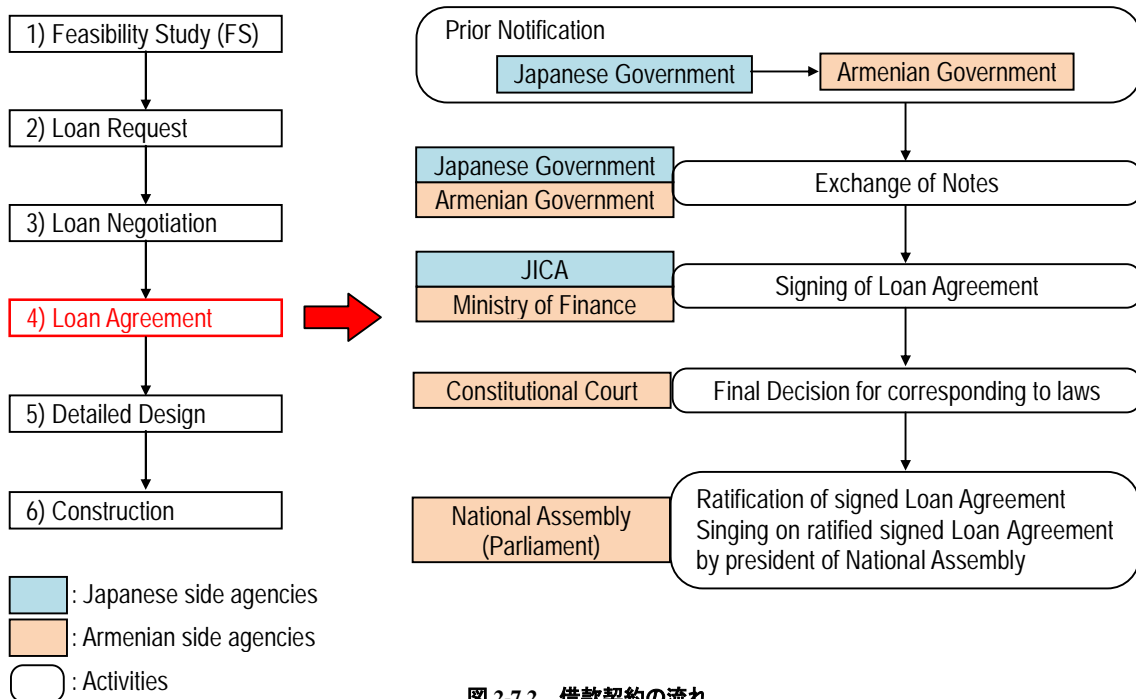 1) Feasibility Study (FS)
2) Loan Request
3) Loan Negotiation
4) Loan Agreement
5) Detailed Design
6) Construction
Prior Notification
Japanese Government
Armenian Government
Japanese Government
Armenian Government
Exchange of Notes
JICA
Ministry of Finance
Signing of Loan Agreement
Constitutional Court
Final Decision for corresponding to laws
National Assembly
(Parliament)
Ratification of signed Loan Agreement
Singing on ratified signed Loan Agreement
by president of National Assembly
: Japanese side agencies
: Armenian side agencies
: Activities
図 2-7.2 借款契約の流れ